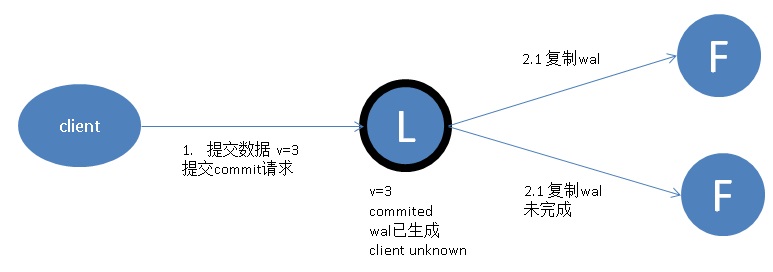 client
1. 提交数据 v=3
提交commit请求
L
v=3
commited
wal已生成
client unknown
2.1 复制wal
F
2.1 复制wal
未完成
F